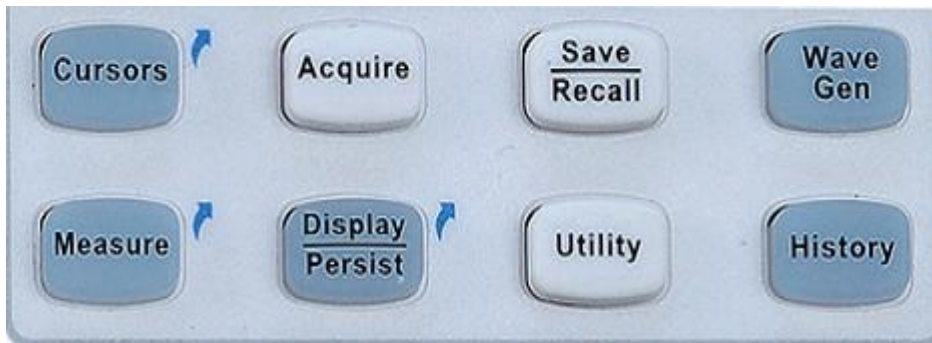 Cursors
Acquire
Save
Recall
Wave
Gen
Measure
Display
Persist
Utility
History